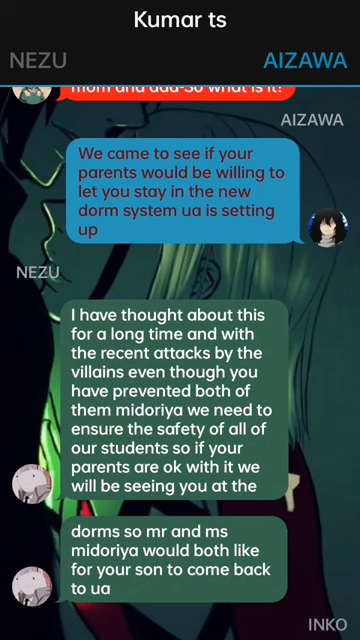 Kumar ts
NEZU
AIZAWA
mom and dad-So what is it?
AIZAWA
We came to see if your
parents would be willing to
let you stay in the new
dorm system ua is setting
up
NEZU
I have thought about this
for a long time and with
the recent attacks by the
villains even though you
have prevented both of
them midoriya we need to
ensure the safety of all of
our students so if your
parents are ok with it we
will be seeing you at the
dorms so mr and ms
midoriya would both like
for your son to come back
to ua
INKO